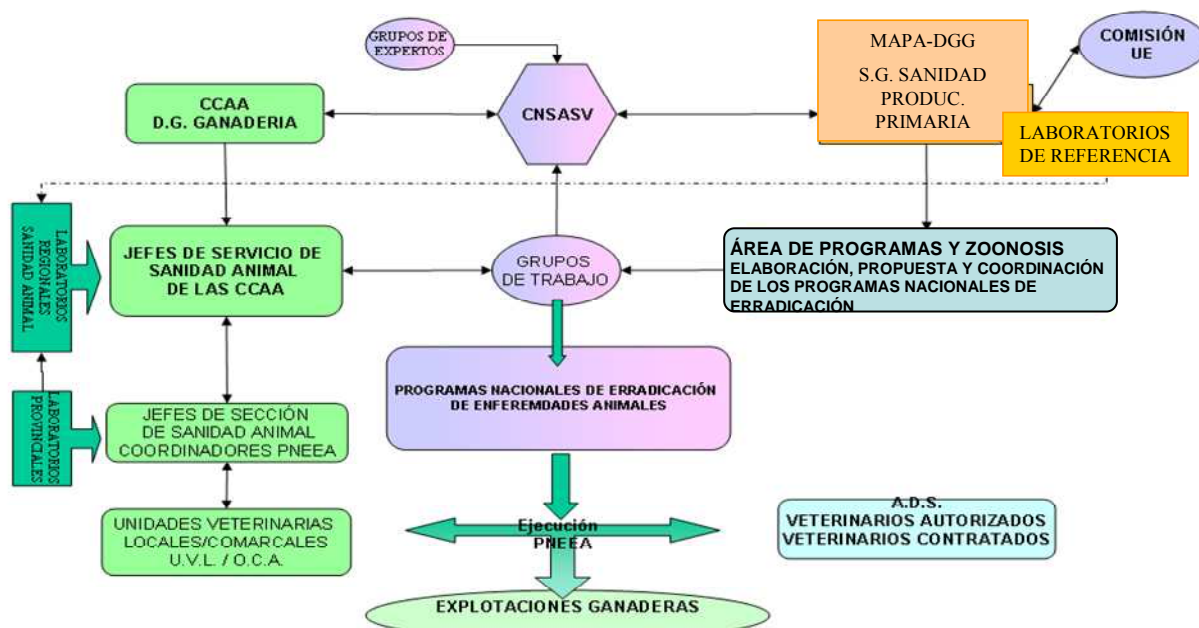 GRUPOS DE
EXPERTOS
MAPA-DGG
S.G. SANIDAD
PRODUC.
PRIMARIA
COMISIÓN
UE
CCAA
D.G. GANADERIA
CNSASV
LABORATORIOS
DE REFERENCIA
LABORATORIOS
REGIONALES
SANIDAD ANIMAL
JEFES DE SERVICIO DE
SANIDAD ANIMAL
DE LAS CCAA
GRUPOS
DE TRABAJO
ÁREA DE PROGRAMAS Y ZOONOSIS
ELABORACIÓN, PROPUESTA Y COORDINACIÓN
DE LOS PROGRAMAS NACIONALES DE
ERRADICACIÓN
PROGRAMAS NACIONALES DE ERRADICACIÓN
DE ENFEREMDADES ANIMALES
LABORATORIOS
PROVINCIALES
JEFES DE SECCIÓN
DE SANIDAD ANIMAL
COORDINADORES PNEEA
UNIDADES VETERINARIAS
LOCALES/COMARCALES
U.V.L. / O.C.A.
Ejecución
PNEEA
A.D.S.
VETERINARIOS AUTORIZADOS
VETERINARIOS CONTRATADOS
EXPLOTACIONES GANADERAS